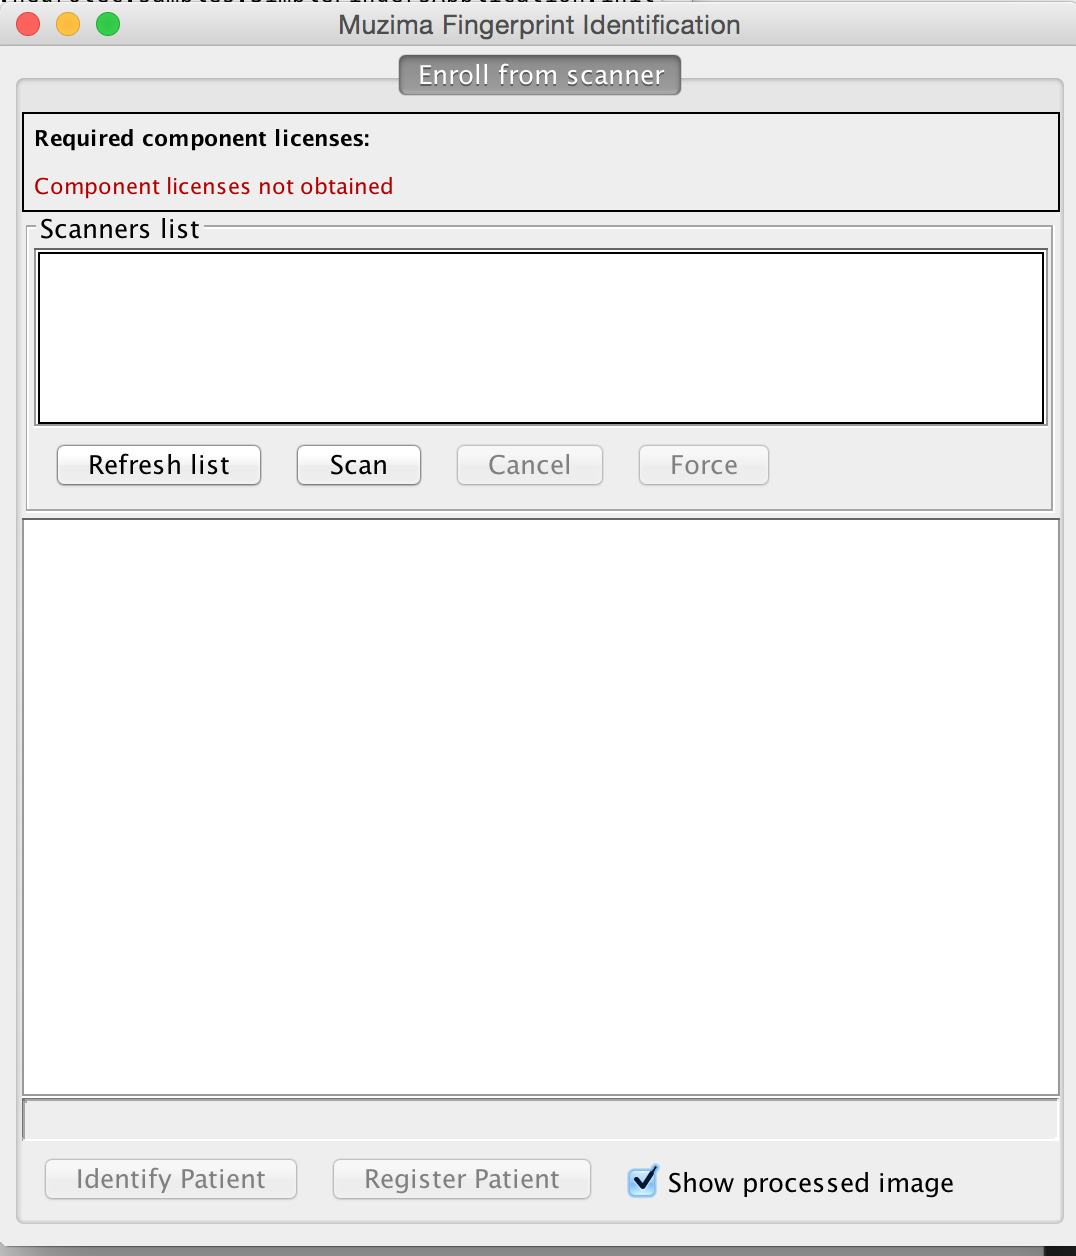 Muzima Fingerprint Identification
Enroll from scanner
Required component licenses:
Component licenses not obtained
Scanners list
Refresh list Scan Cancel Force
Identify Patient Register Patient Show processed image